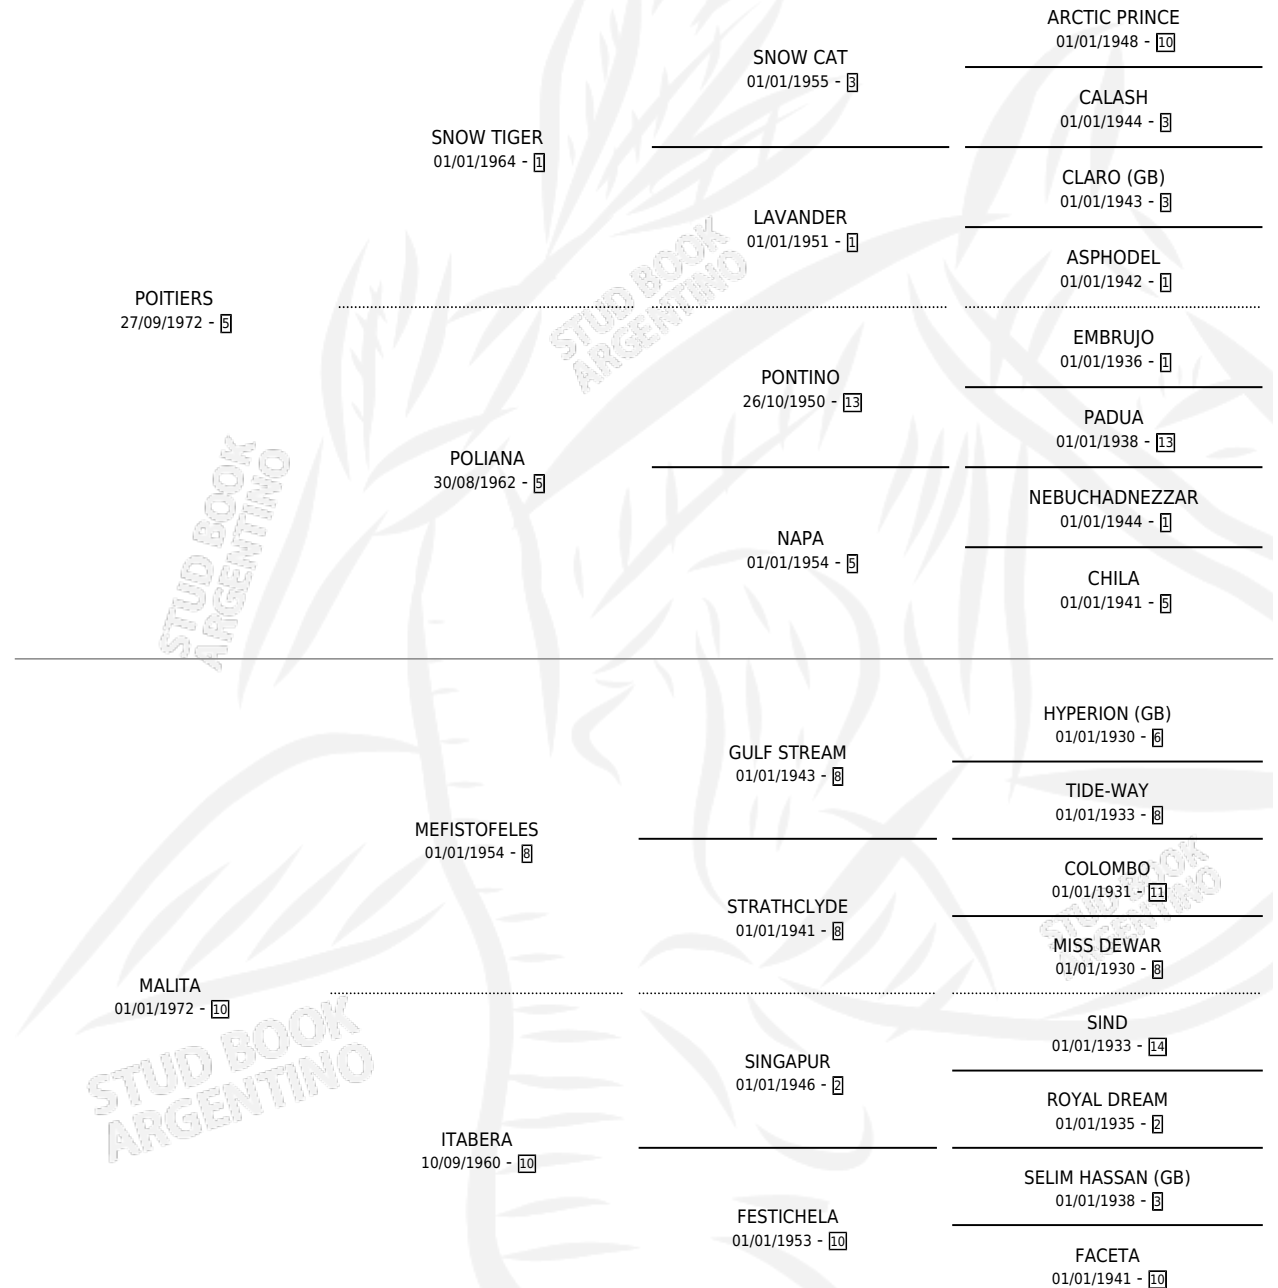 ARCTIC PRINCE
01/01/1948 - 10
SNOW CAT
01/01/1955 - 3
CALASH
01/01/1944 - 3
SNOW TIGER
01/01/1964 - 1
CLARO (GB)
01/01/1943 - 3
LAVANDER
01/01/1951 - 1
ASPHODEL
01/01/1942 - 1
POITIERS
27/09/1972 - 5
EMBRUJO
01/01/1936 - 1
PONTINO
26/10/1950 - 13
PADUA
01/01/1938 - 13
POLIANA
30/08/1962 - 5
NEBUCHADNEZZAR
01/01/1944 - 1
NAPA
01/01/1954 - 5
CHILA
01/01/1941 - 5
HYPERION (GB)
01/01/1930 - 6
GULF STREAM
01/01/1943 - 8
TIDE-WAY
01/01/1933 - 8
MEFISTOFELES
01/01/1954 - 8
COLOMBO
01/01/1931 - 11
STRATHCLYDE
01/01/1941 - 8
MISS DEWAR
01/01/1930 - 8
MALITA
01/01/1972 - 10
SIND
01/01/1933 - 14
SINGAPUR
01/01/1946 - 2
ROYAL DREAM
01/01/1935 - 2
ITABERA
10/09/1960 - 10
SELIM HASSAN (GB)
01/01/1938 - 3
FESTICHELA
01/01/1953 - 10
FACETA
01/01/1941 - 10
STUD BOOK
ARGENTINO
STUD BOOK
ARGENTINO
STUD BOOK
ARGENTINO
STUD BOOK
ARGENTINO